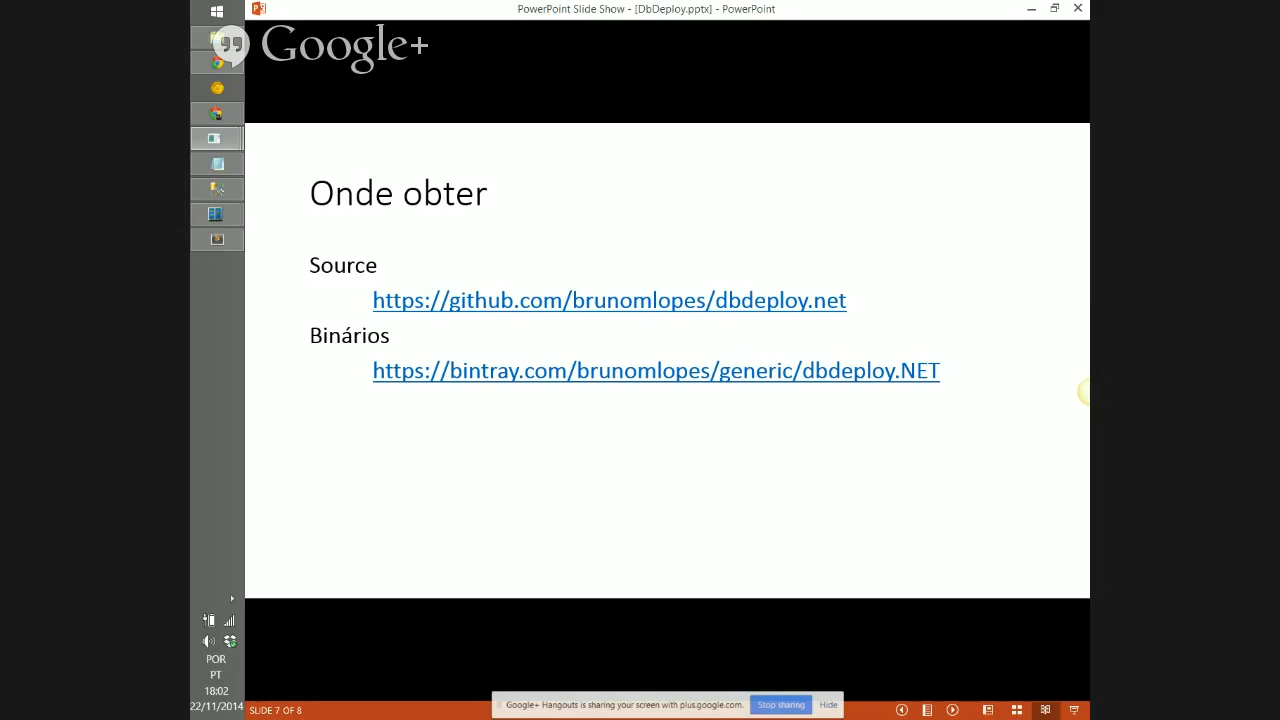 PowerPoint Slide Show - [DbDeploy.pptx] - PowerPoint
Google+
Onde obter
Source
https://github.com/brunomlopes/dbdeploy.net
Binários
https://bintray.com/brunomlopes/generic/dbdeploy.NET
POR
PT
18:02
22/11/2014
SLIDE 7 OF 8
Google+ Hangouts is sharing your screen with plus.google.com.
Stop sharing
Hide